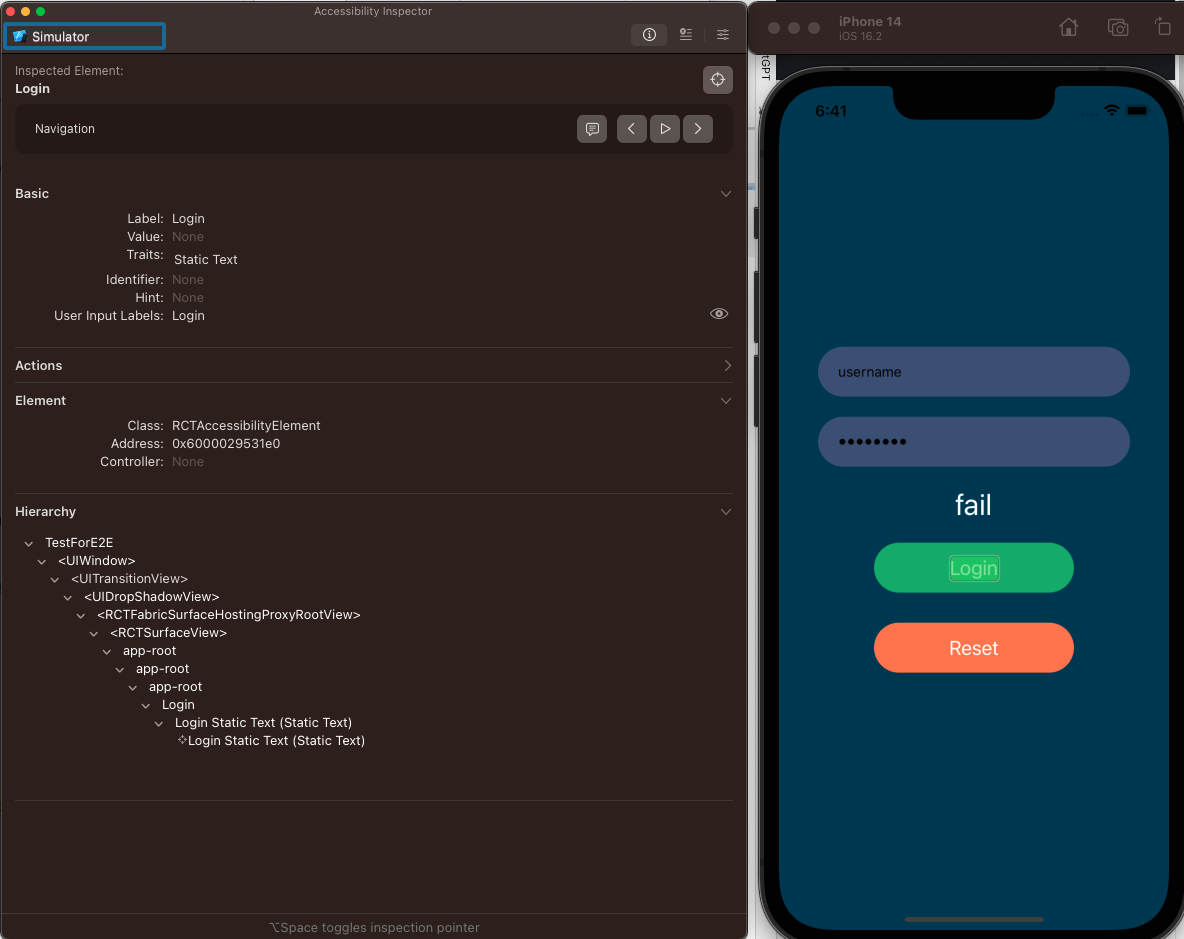 Accessibility Inspector
Simulator
Inspected Element:
Login
Navigation
Basic
Label: Login
Value: None
Traits: Static Text
Identifier: None
Hint: None
User Input Labels: Login
Actions
Element
Class: RCTAccessibilityElement
Address: 0x6000029531e0
Controller: None
Hierarchy
TestForE2E
<UIWindow>
<UITransitionView>
<UIDropShadowView>
<RCTFabricSurfaceHostingProxyRootView>
<RCTSurfaceView>
app-root
app-root
app-root
Login
Login Static Text (Static Text)
Login Static Text (Static Text)
⌥Space toggles inspection pointer
iPhone 14
iOS 16.2
tGPT
6:41
username
••••••••
fail
Login
Reset